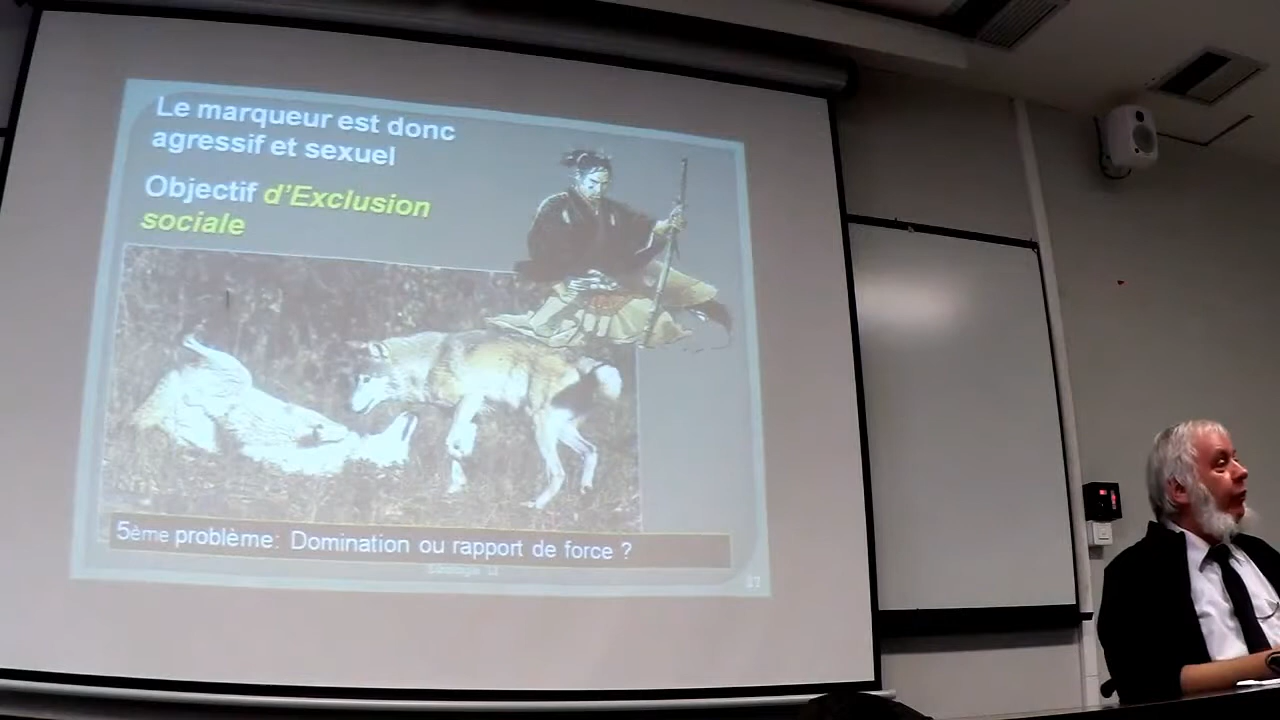 Le marqueur est donc
agressif et sexuel
Objectif d'Exclusion
sociale
5ème problème: Domination ou rapport de force ?